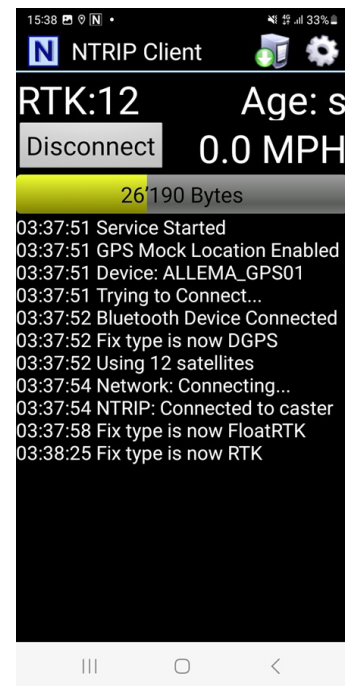 15:38 N • 33%
N NTRIP Client
RTK:12 Age: s
Disconnect 0.0 MPH
26'190 Bytes
03:37:51 Service Started
03:37:51 GPS Mock Location Enabled
03:37:51 Device: ALLEMA_GPS01
03:37:51 Trying to Connect...
03:37:52 Bluetooth Device Connected
03:37:52 Fix type is now DGPS
03:37:52 Using 12 satellites
03:37:54 Network: Connecting...
03:37:54 NTRIP: Connected to caster
03:37:58 Fix type is now FloatRTK
03:38:25 Fix type is now RTK